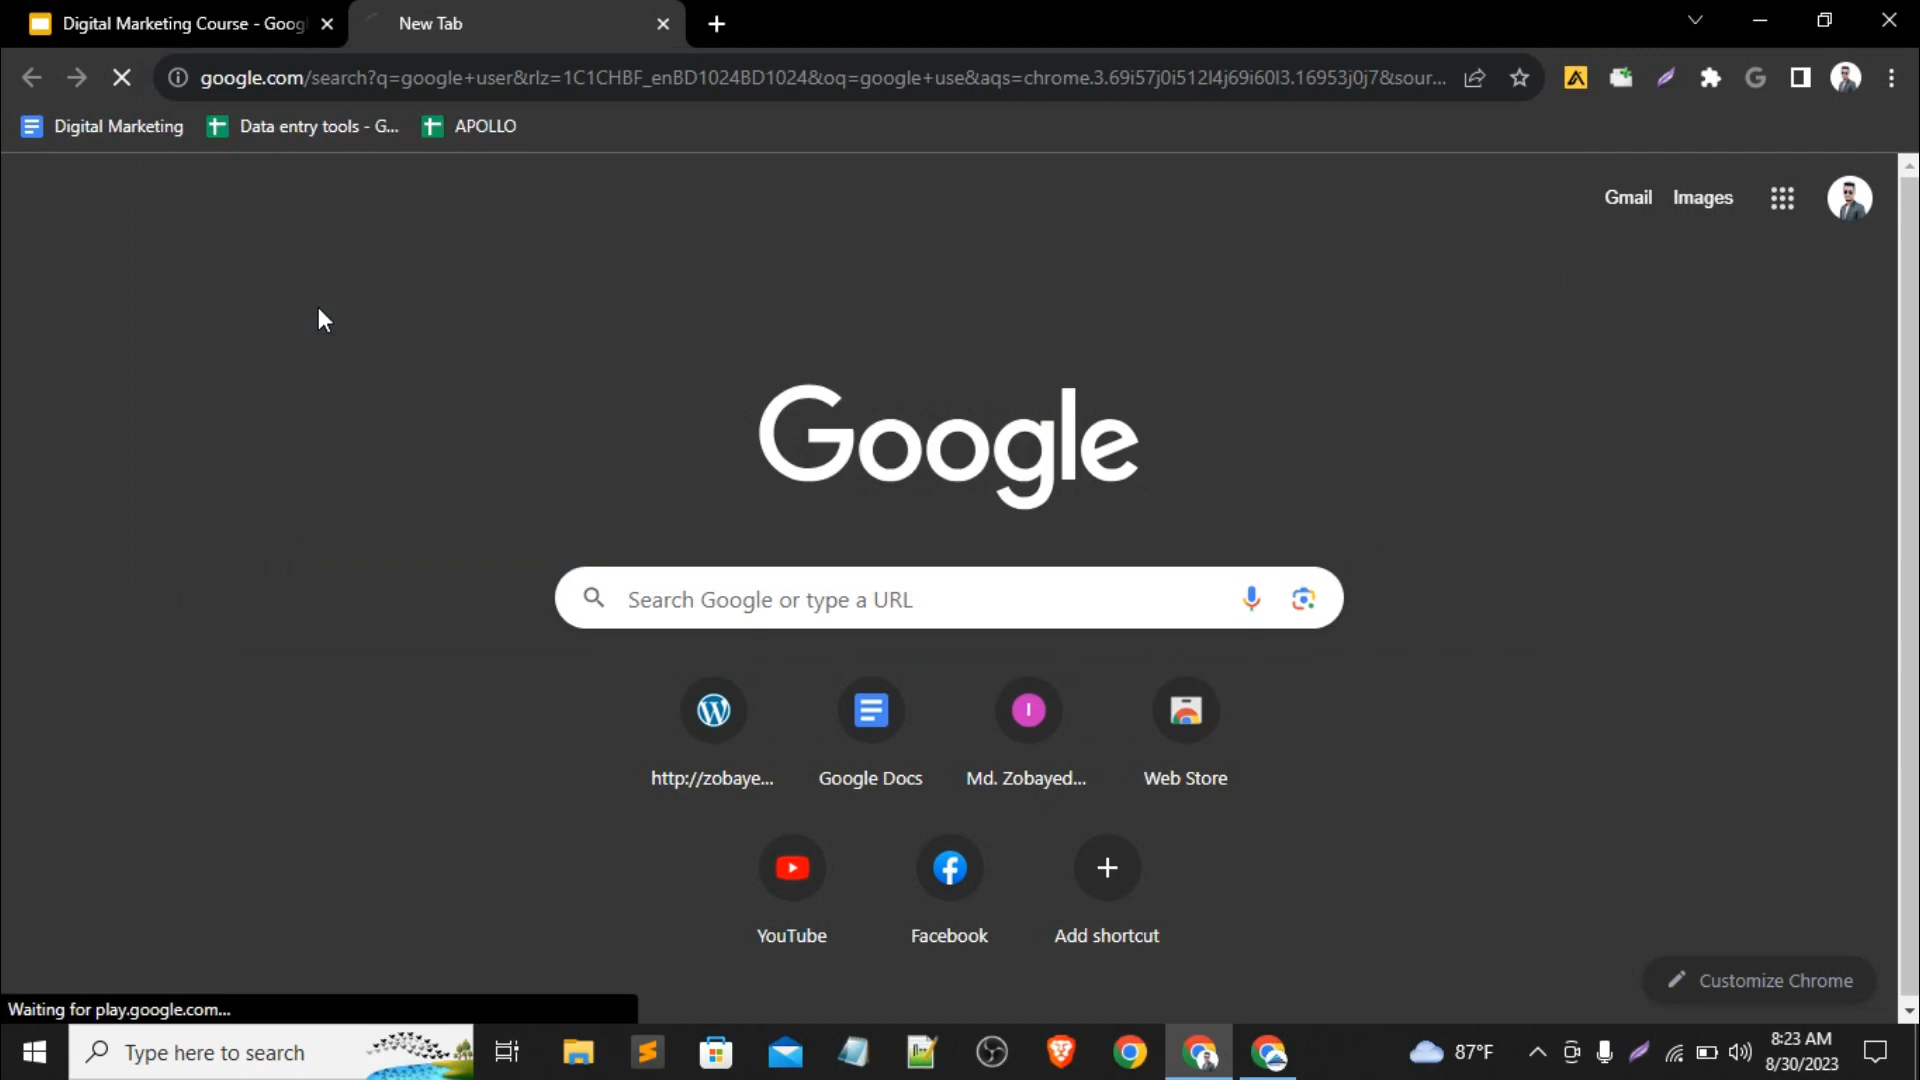 Digital Marketing Course - Goog
New Tab
google.com/search?q=google+user&rlz=1C1CHBF_enBD1024BD1024&oq=google+use&aqs=chrome.3.69i57j0i512l4j69i60l3.16953j0j7&sour...
Digital Marketing
Data entry tools - G...
APOLLO
Gmail
Images
Google
Search Google or type a URL
http://zobaye...
Google Docs
I
Md. Zobayed...
Web Store
YouTube
Facebook
Add shortcut
Customize Chrome
Waiting for play.google.com...
Type here to search
87°F
8:23 AM
8/30/2023